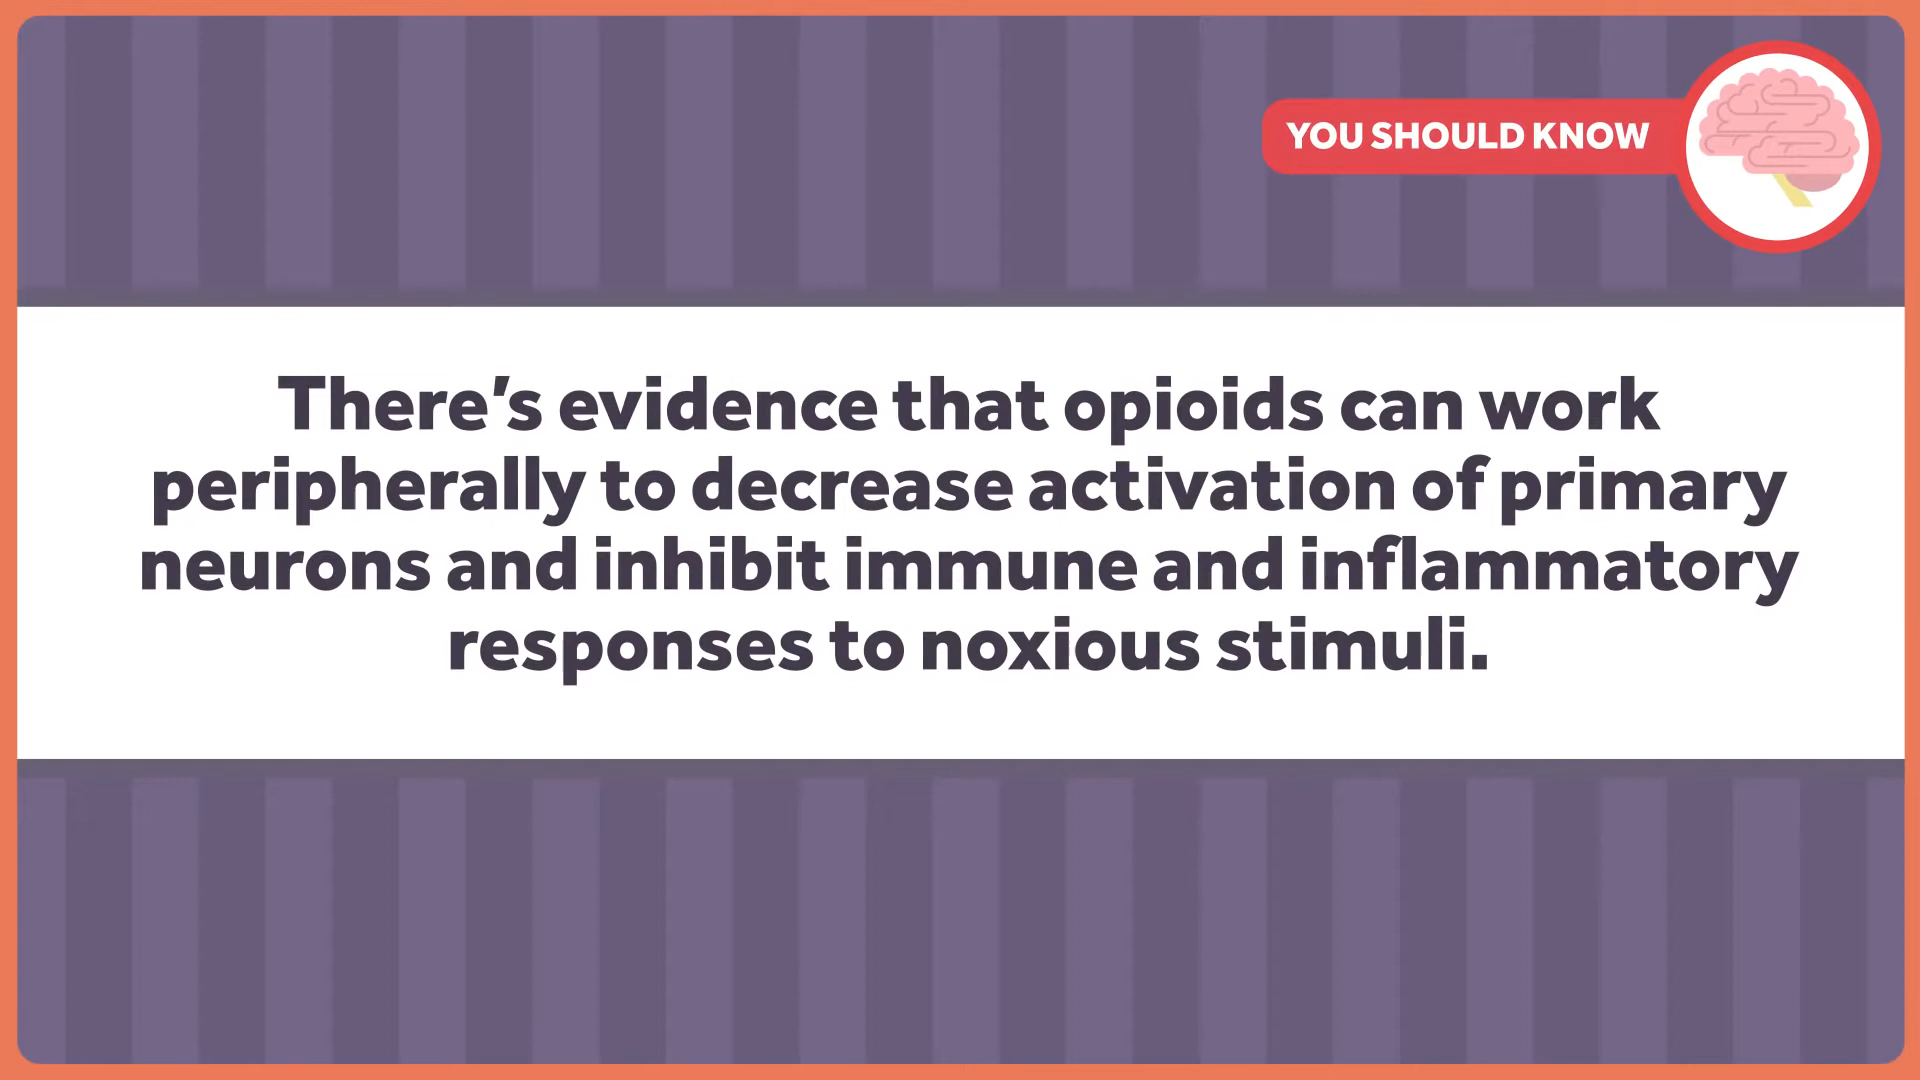 YOU SHOULD KNOW
There’s evidence that opioids can work
peripherally to decrease activation of primary
neurons and inhibit immune and inflammatory
responses to noxious stimuli.